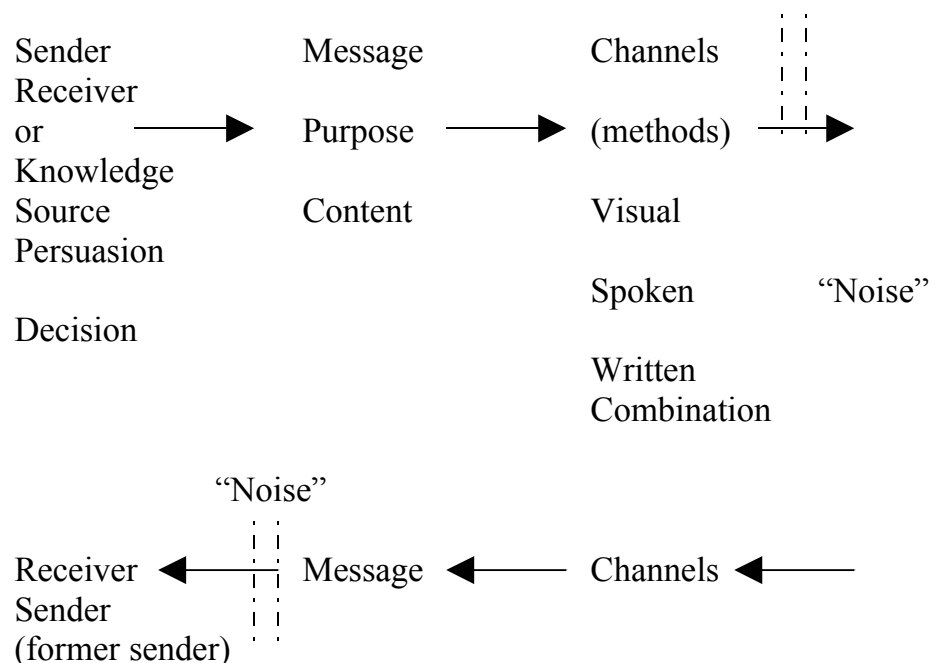 Sender Message Channels
Receiver
or Purpose (methods)
Knowledge
Source Content Visual
Persuasion
Spoken “Noise”
Decision
Written
Combination
“Noise”
Receiver Message Channels
Sender
(former sender)